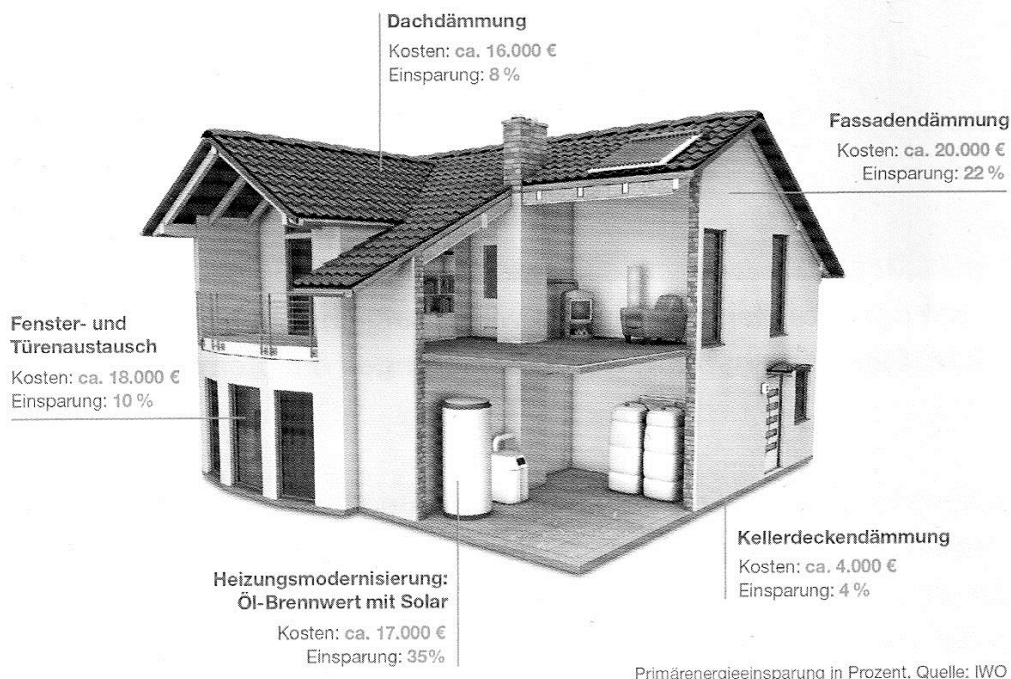 Dachdämmung
Kosten: ca. 16.000 €
Einsparung: 8 %
Fassadendämmung
Kosten: ca. 20.000 €
Einsparung: 22 %
Fenster- und
Türenaustausch
Kosten: ca. 18.000 €
Einsparung: 10 %
Heizungsmodernisierung:
Öl-Brennwert mit Solar
Kosten: ca. 17.000 €
Einsparung: 35%
Kellerdeckendämmung
Kosten: ca. 4.000 €
Einsparung: 4 %
Primärenergieeinsparung in Prozent, Quelle: IWO